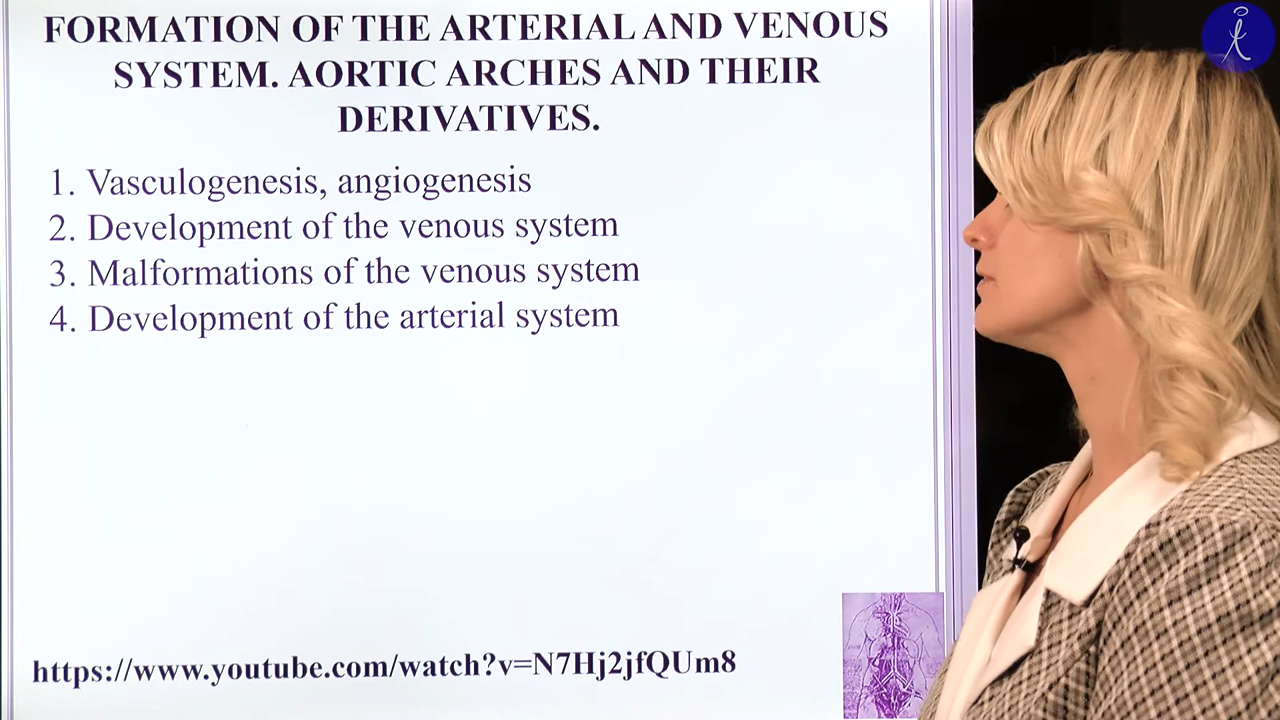 FORMATION OF THE ARTERIAL AND VENOUS
SYSTEM. AORTIC ARCHES AND THEIR
DERIVATIVES.
1. Vasculogenesis, angiogenesis
2. Development of the venous system
3. Malformations of the venous system
4. Development of the arterial system
https://www.youtube.com/watch?v=N7Hj2jfQUm8